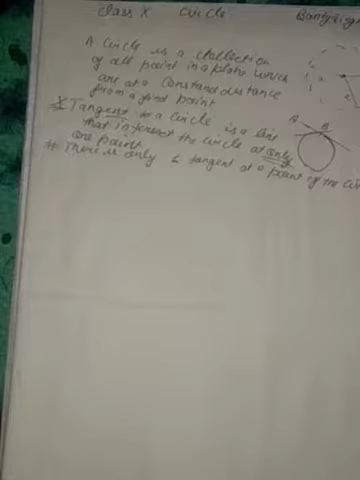 Class X Circle
A Circle is a Collection
of all point in a plane which
are at a Constand distance
from a fixed point
Tangent to a circle is a line
that intersect the circle at only
one point
A B
# There is only 1 tangent at a point of the